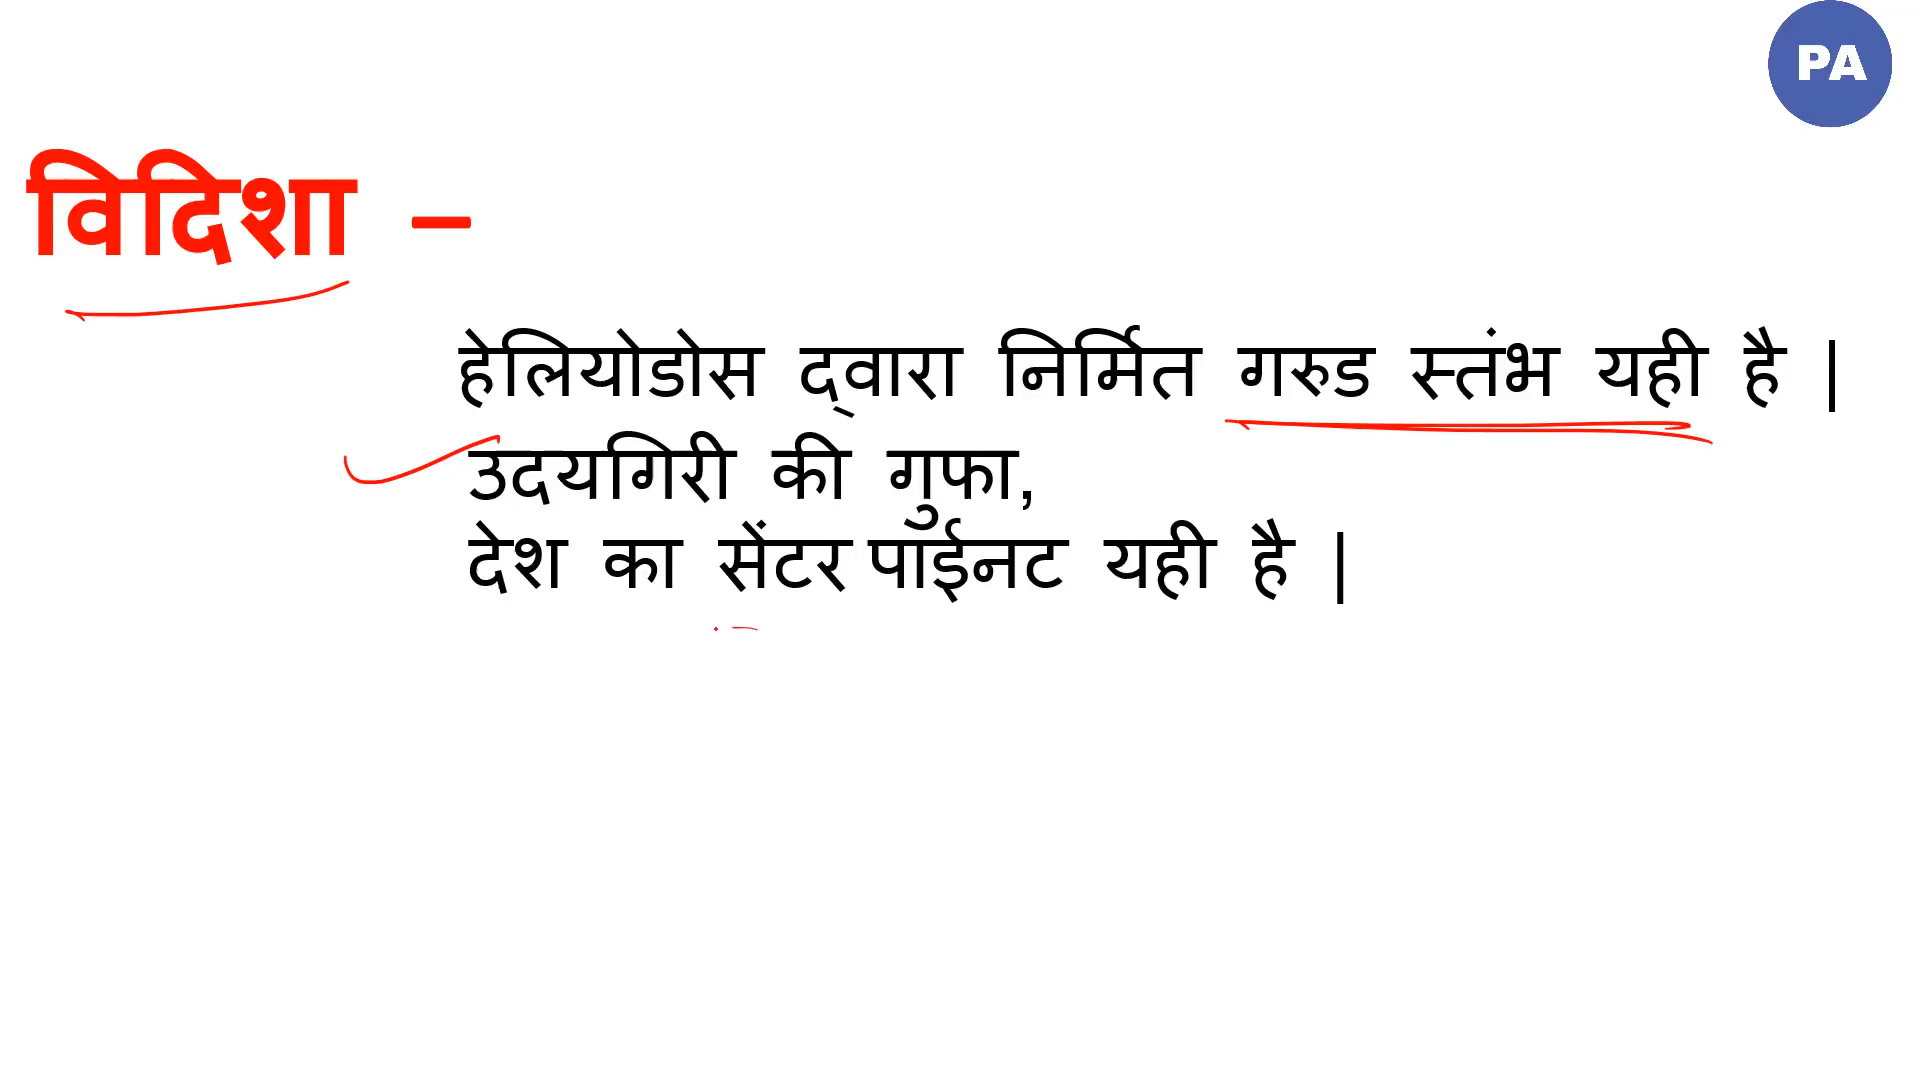 PA
विदिशा –
हेलियोडोस द्वारा निर्मित गरुड स्तंभ यही है |
उदयगिरी की गुफा,
देश का सेंटर पाईनट यही है |